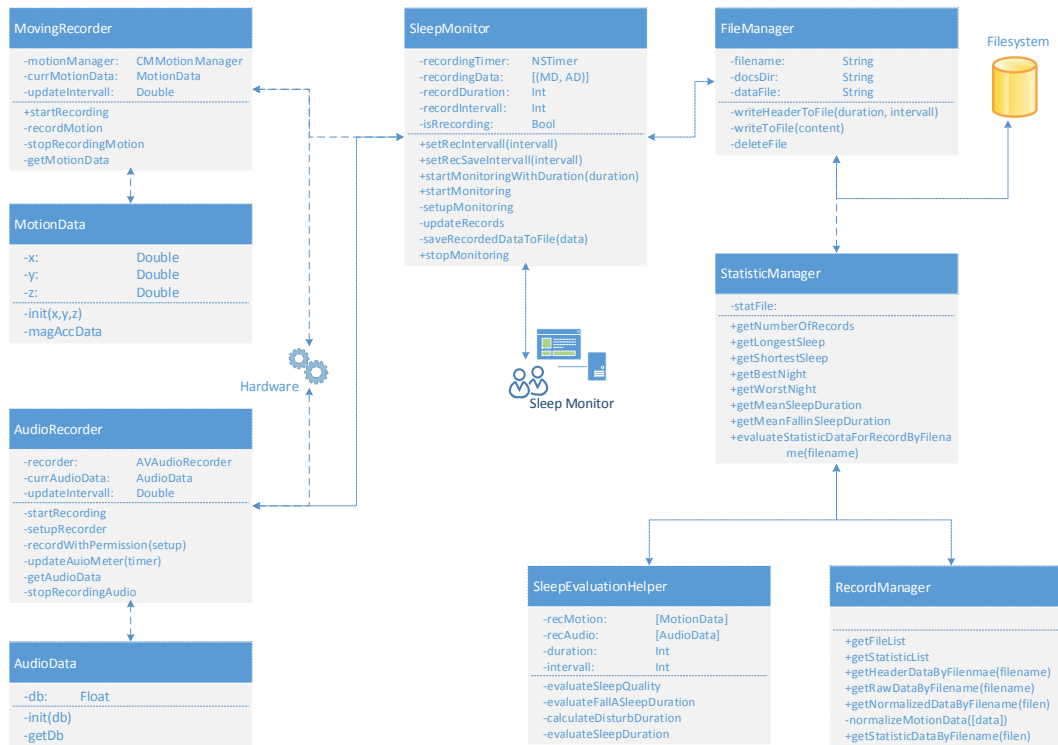 MovingRecorder
-motionManager: CMMotionManager
-currMotionData: MotionData
-updateIntervall: Double
+startRecording
-recordMotion
-stopRecordingMotion
-getMotionData
MotionData
-x: Double
-y: Double
-z: Double
-init(x,y,z)
-magAccData
Hardware
AudioRecorder
-recorder: AVAudioRecorder
-currAudioData: AudioData
-updateIntervall: Double
-startRecording
-setupRecorder
-recordWithPermission(setup)
-updateAuioMeter(timer)
-getAudioData
-stopRecordingAudio
AudioData
-db: Float
-init(db)
-getDb
SleepMonitor
-recordingTimer: NSTimer
-recordingData: [(MD, AD)]
-recordDuration: Int
-recordIntervall: Int
-isRrecording: Bool
+setRecIntervall(intervall)
+setRecSaveIntervall(intervall)
+startMonitoringWithDuration(duration)
+startMonitoring
-setupMonitoring
-updateRecords
-saveRecordedDataToFile(data)
+stopMonitoring
Sleep Monitor
FileManager
-filename: String
-docsDir: String
-dataFile: String
-writeHeaderToFile(duration, intervall)
-writeToFile(content)
-deleteFile
Filesystem
StatisticManager
-statFile:
+getNumberOfRecords
+getLongestSleep
+getShortestSleep
+getBestNight
+getWorstNight
+getMeanSleepDuration
+getMeanFallinSleepDuration
+evaluateStatisticDataForRecordByFilena
me(filename)
SleepEvaluationHelper
-recMotion: [MotionData]
-recAudio: [AudioData]
-duration: Int
-intervall: Int
-evaluateSleepQuality
-evaluateFallASleepDuration
-calculateDisturbDuration
-evaluateSleepDuration
RecordManager
+getFileList
+getStatisticList
+getHeaderDataByFilenmae(filename)
+getRawDataByFilename(filename)
+getNormalizedDataByFilename(filen)
-normalizeMotionData([data])
+getStatisticDataByFilename(filen)